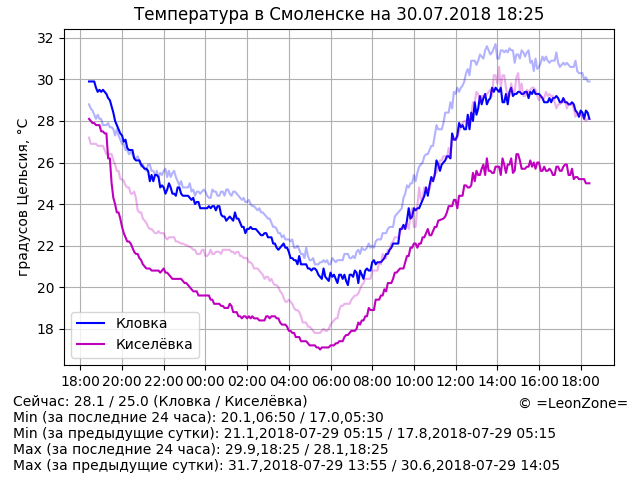 Температура в Смоленске на 30.07.2018 18:25
градусов Цельсия, °C
32
30
28
26
24
22
20
18
Кловка
Киселёвка
18:00 20:00 22:00 00:00 02:00 04:00 06:00 08:00 10:00 12:00 14:00 16:00 18:00
Сейчас: 28.1 / 25.0 (Кловка / Киселёвка)
© =LeonZone=
Min (за последние 24 часа): 20.1,06:50 / 17.0,05:30
Min (за предыдущие сутки): 21.1,2018-07-29 05:15 / 17.8,2018-07-29 05:15
Max (за последние 24 часа): 29.9,18:25 / 28.1,18:25
Max (за предыдущие сутки): 31.7,2018-07-29 13:55 / 30.6,2018-07-29 14:05